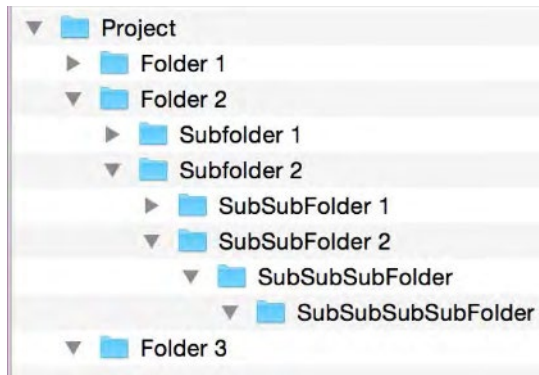 Project
Folder 1
Folder 2
Subfolder 1
Subfolder 2
SubSubFolder 1
SubSubFolder 2
SubSubSubFolder
SubSubSubSubFolder
Folder 3